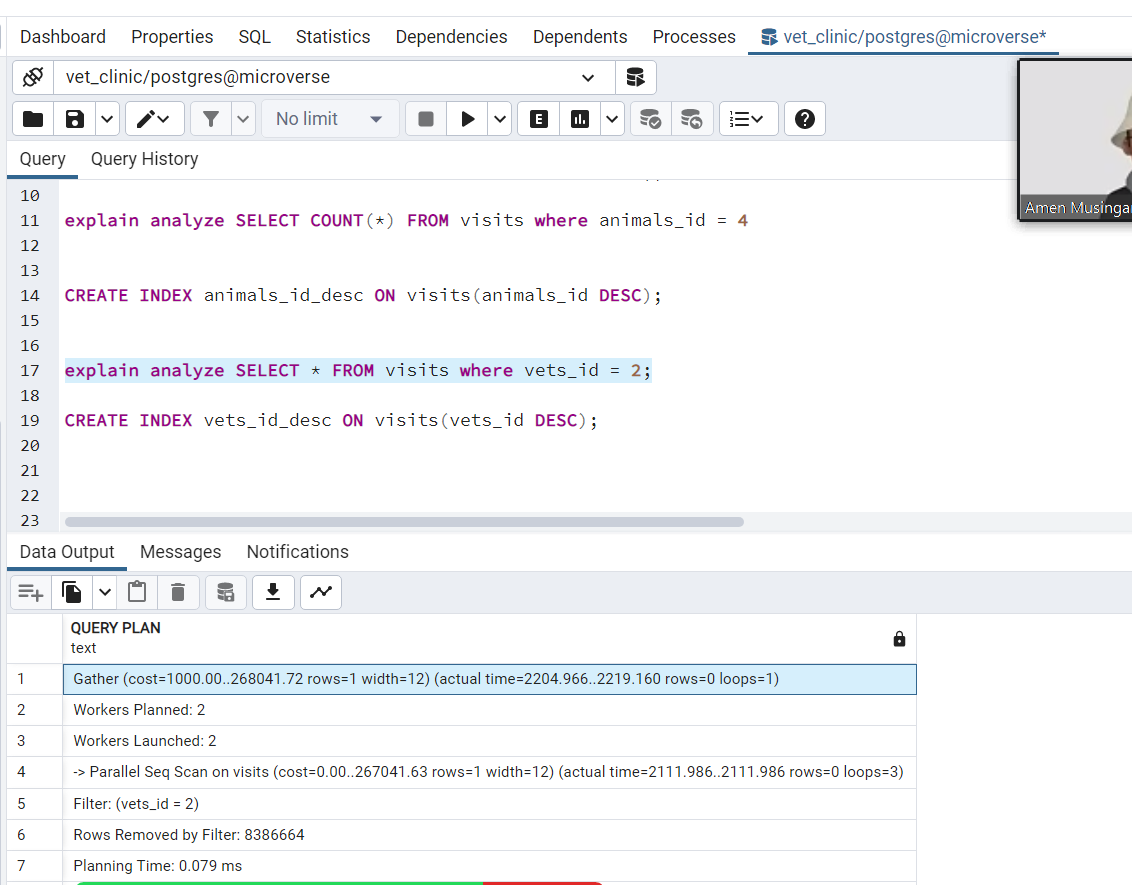 Dashboard Properties SQL Statistics Dependencies Dependents Processes vet_clinic/postgres@microverse*
vet_clinic/postgres@microverse
No limit
E
Query Query History
10
11 explain analyze SELECT COUNT(*) FROM visits where animals_id = 4
12
13
14 CREATE INDEX animals_id_desc ON visits(animals_id DESC);
15
16
17 explain analyze SELECT * FROM visits where vets_id = 2;
18
19 CREATE INDEX vets_id_desc ON visits(vets_id DESC);
20
21
22
23
Amen Musingar
Data Output Messages Notifications
QUERY PLAN
text
1 Gather (cost=1000.00..268041.72 rows=1 width=12) (actual time=2204.966..2219.160 rows=0 loops=1)
2 Workers Planned: 2
3 Workers Launched: 2
4 -> Parallel Seq Scan on visits (cost=0.00..267041.63 rows=1 width=12) (actual time=2111.986..2111.986 rows=0 loops=3)
5 Filter: (vets_id = 2)
6 Rows Removed by Filter: 8386664
7 Planning Time: 0.079 ms